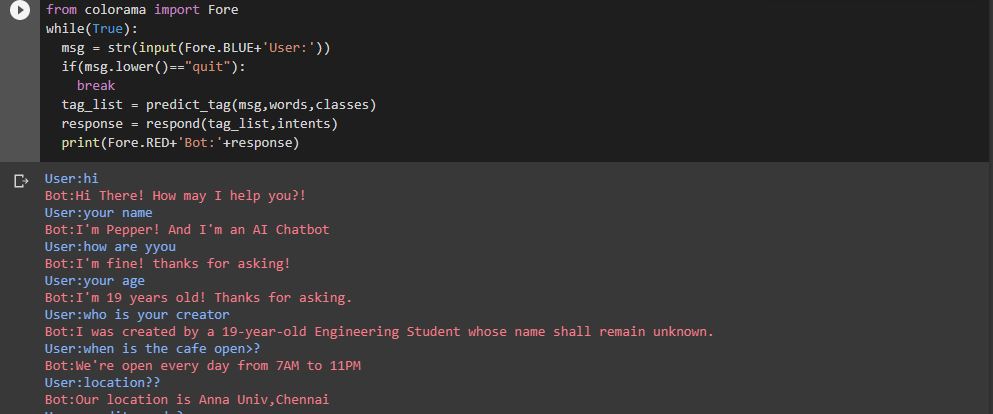 from colorama import Fore
while(True):
  msg = str(input(Fore.BLUE+'User:'))
  if(msg.lower()=="quit"):
    break
  tag_list = predict_tag(msg,words,classes)
  response = respond(tag_list,intents)
  print(Fore.RED+'Bot:'+response)
User:hi
Bot:Hi There! How may I help you?!
User:your name
Bot:I'm Pepper! And I'm an AI Chatbot
User:how are yyou
Bot:I'm fine! thanks for asking!
User:your age
Bot:I'm 19 years old! Thanks for asking.
User:who is your creator
Bot:I was created by a 19-year-old Engineering Student whose name shall remain unknown.
User:when is the cafe open>?
Bot:We're open every day from 7AM to 11PM
User:location??
Bot:Our location is Anna Univ,Chennai